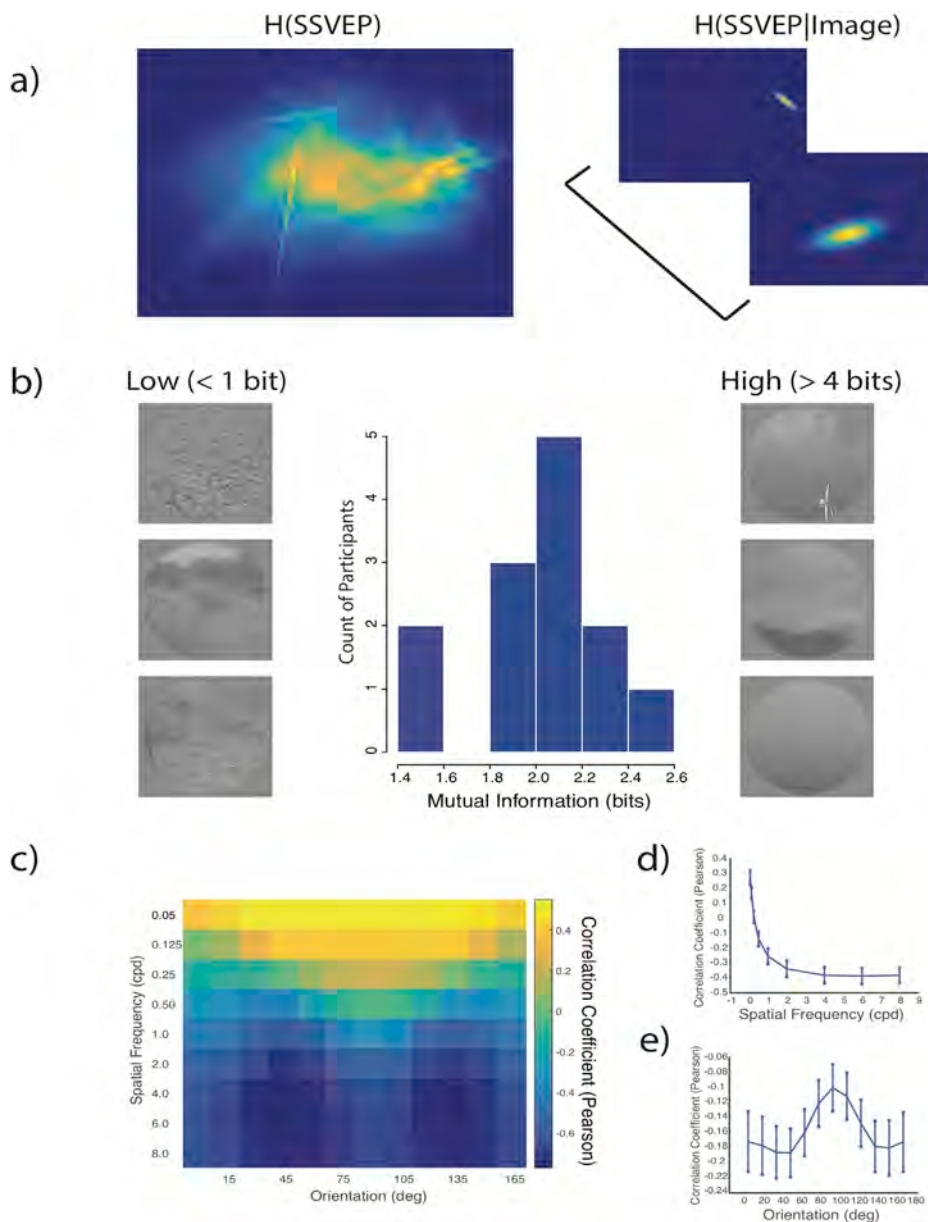 H(SSVEP)
H(SSVEP|Image)
a)
b)
Low (< 1 bit)
High (> 4 bits)
Count of Participants
5
4
3
2
1
0
1.4 1.6 1.8 2.0 2.2 2.4 2.6
Mutual Information (bits)
c)
Spatial Frequency (cpd)
0.05
0.125
0.25
0.50
1.0
2.0
4.0
6.0
8.0
15 45 75 105 135 165
Orientation (deg)
0.4
0.2
0
-0.2
-0.4
-0.6
Correlation Coefficient (Pearson)
d)
Correlation Coefficient (Pearson)
0.4
0.3
0.2
0.1
0
-0.1
-0.2
-0.3
-0.4
-0.5
-1 0 1 2 3 4 5 6 7 8 9
Spatial Frequency (cpd)
e)
Correlation Coefficient (Pearson)
-0.06
-0.08
-0.1
-0.12
-0.14
-0.16
-0.18
-0.2
-0.22
-0.24
0 20 40 60 80 100 120 140 160 180
Orientation (deg)